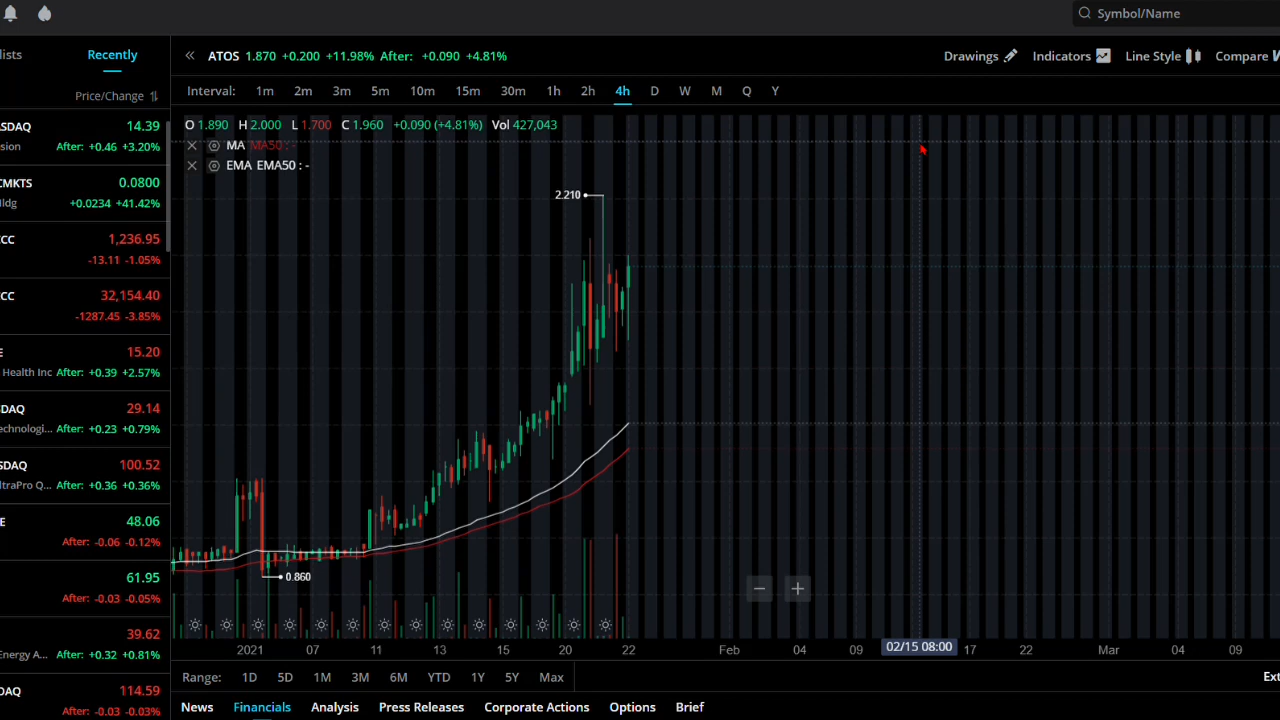 Symbol/Name
lists
Recently
Price/Change
ATOS 1.870 +0.200 +11.98% After: +0.090 +4.81%
Drawings
Indicators
Line Style
Compare
Interval: 1m 2m 3m 5m 10m 15m 30m 1h 2h 4h D W M Q Y
O 1.890 H 2.000 L 1.700 C 1.960 +0.090 (+4.81%) Vol 427,043
MA MA50 : -
EMA EMA50 : -
2.210
0.860
SDAQ 14.39
sion After: +0.46 +3.20%
CMKTS 0.0800
ldg +0.0234 +41.42%
CC 1,236.95
-13.11 -1.05%
CC 32,154.40
-1287.45 -3.85%
E 15.20
Health Inc After: +0.39 +2.57%
DAQ 29.14
echnologi... After: +0.23 +0.79%
SDAQ 100.52
ltraPro Q... After: +0.36 +0.36%
E 48.06
After: -0.06 -0.12%
61.95
After: -0.03 -0.05%
39.62
Energy A... After: +0.32 +0.81%
DAQ 114.59
After: -0.03 -0.03%
2021 07 11 13 15 20 22 Feb 04 09 02/15 08:00 17 22 Mar 04 09
Range: 1D 5D 1M 3M 6M YTD 1Y 5Y Max
Ext
News Financials Analysis Press Releases Corporate Actions Options Brief